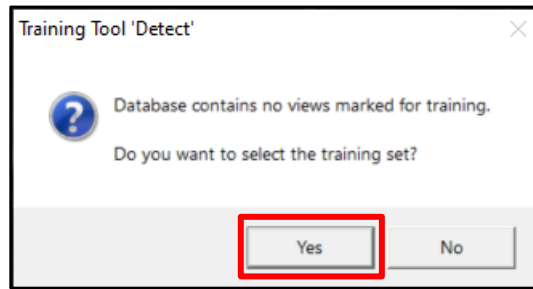 Training Tool 'Detect'
Database contains no views marked for training.
Do you want to select the training set?
Yes No